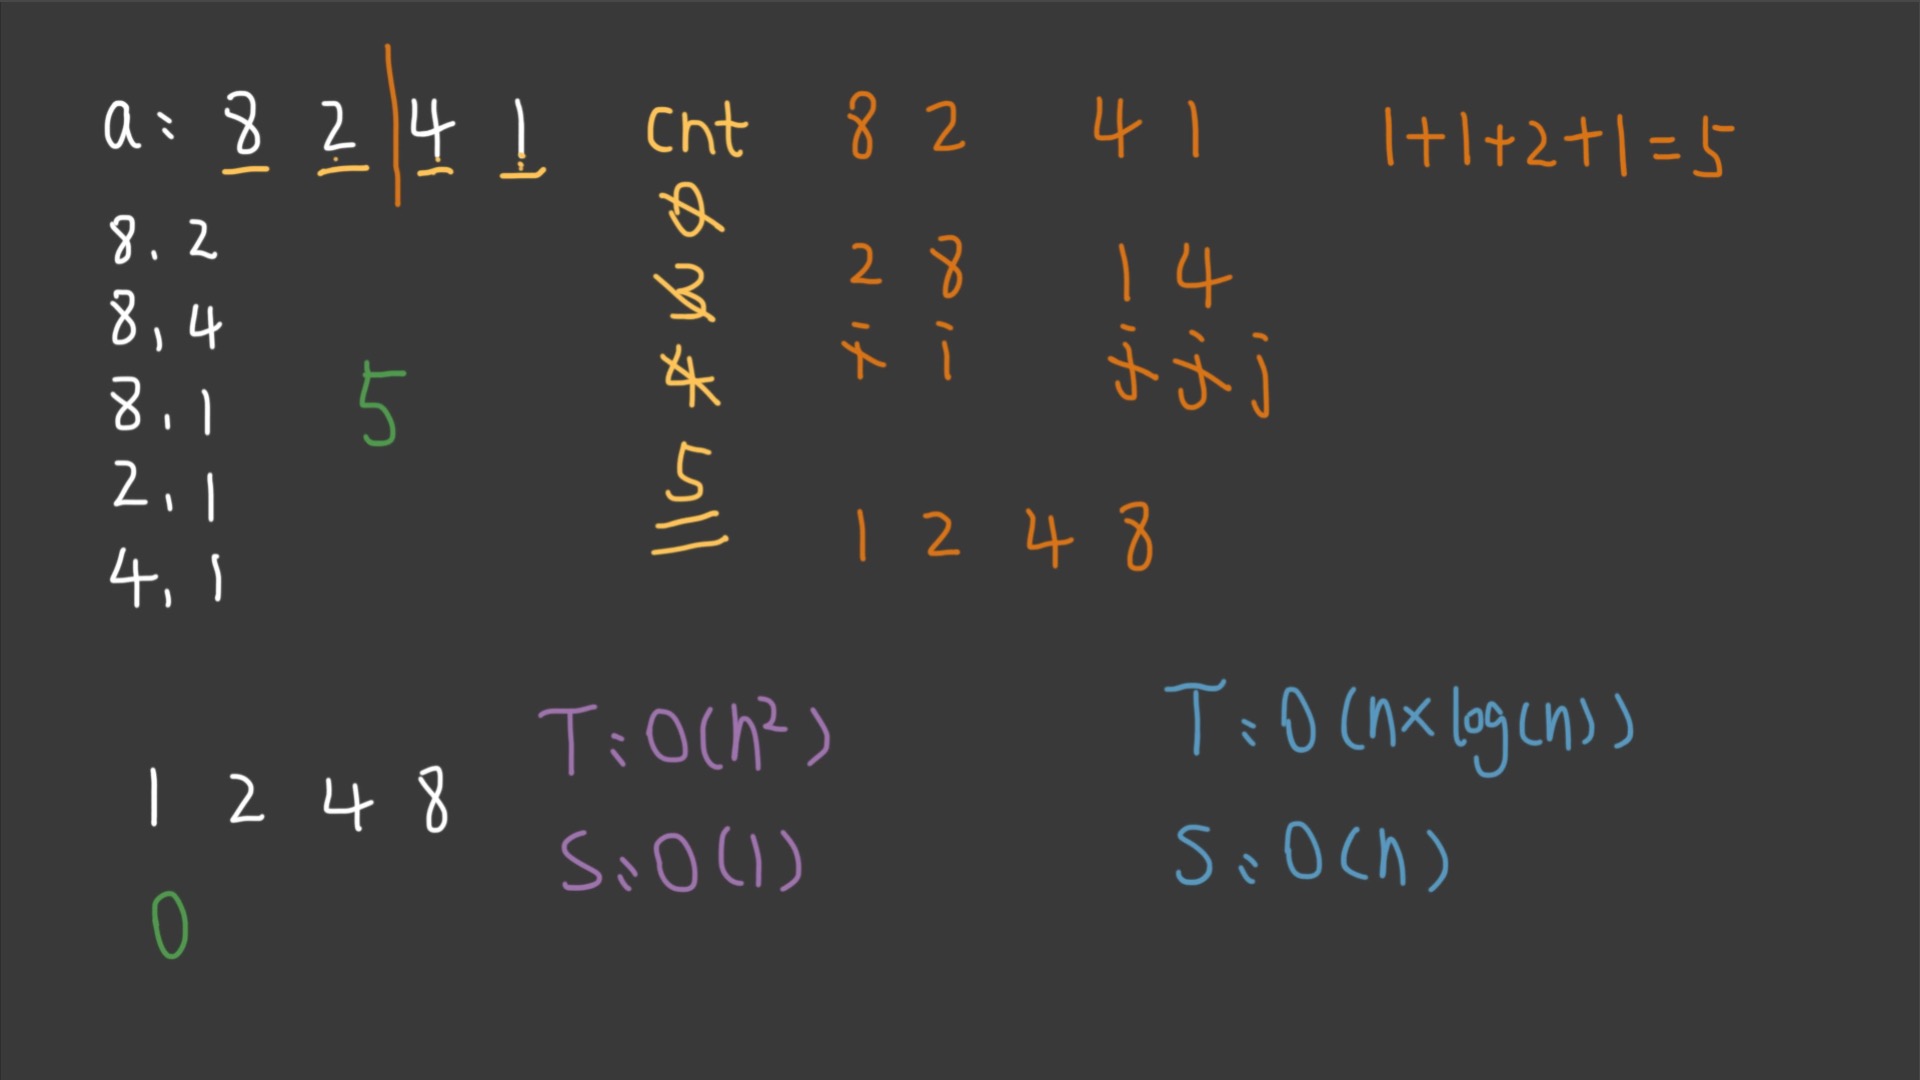 a: 8 2 4 1
8, 2
8, 4
8, 1
2, 1
4, 1
5
1 2 4 8
0
cnt
0
3
4
5
8 2 4 1
2 8 1 4
i i j j j
1 2 4 8
1+1+2+1=5
T: O(n²)
S: O(1)
T: O(n×log(n))
S: O(n)